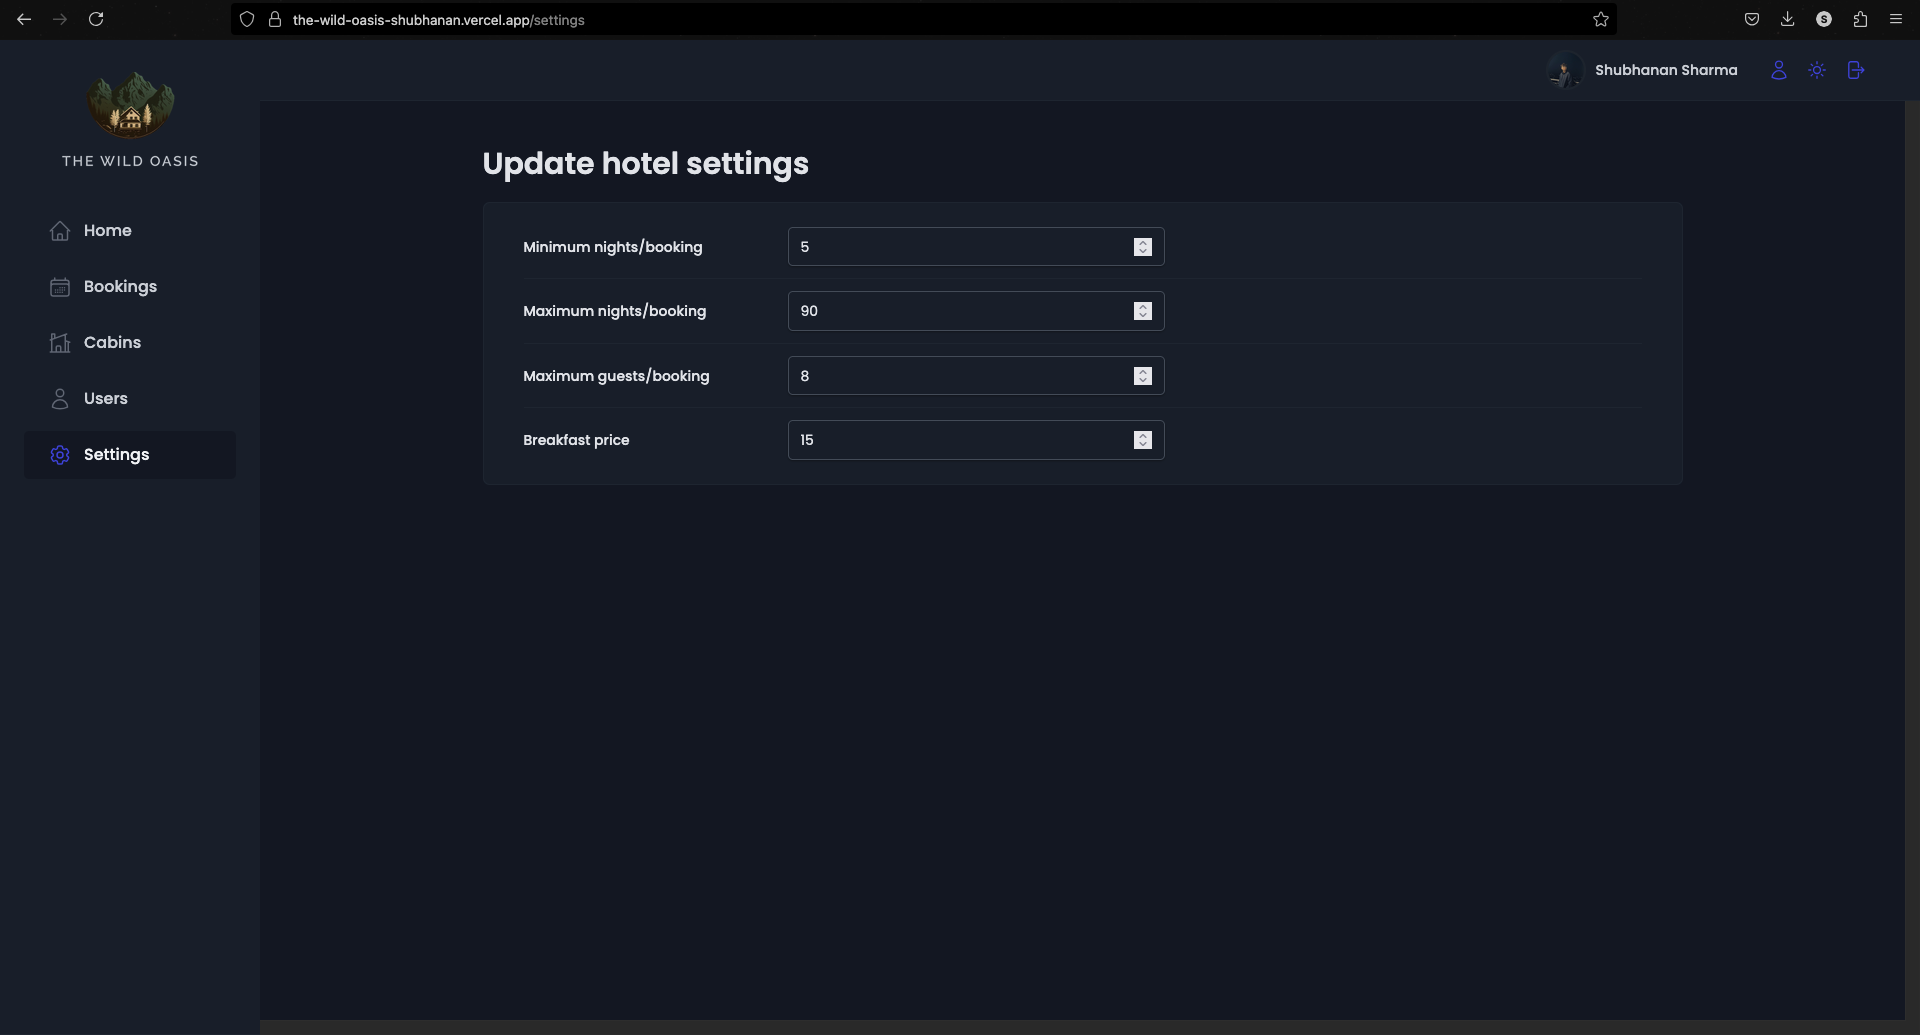 the-wild-oasis-shubhanan.vercel.app/settings
S
Shubhanan Sharma
THE WILD OASIS
Home
Bookings
Cabins
Users
Settings
Update hotel settings
Minimum nights/booking 5
Maximum nights/booking 90
Maximum guests/booking 8
Breakfast price 15